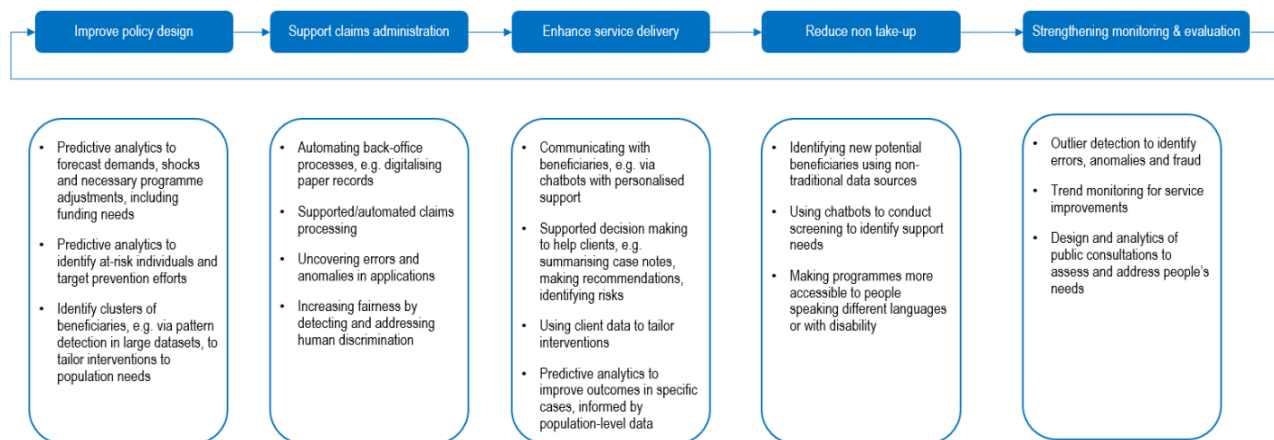 Improve policy design
Support claims administration
Enhance service delivery
Reduce non take-up
Strengthening monitoring & evaluation
• Predictive analytics to
forecast demands, shocks
and necessary programme
adjustments, including
funding needs
• Predictive analytics to
identify at-risk individuals and
target prevention efforts
• Identify clusters of
beneficiaries, e.g. via pattern
detection in large datasets, to
tailor interventions to
population needs
• Automating back-office
processes, e.g. digitalising
paper records
• Supported/automated claims
processing
• Uncovering errors and
anomalies in applications
• Increasing fairness by
detecting and addressing
human discrimination
• Communicating with
beneficiaries, e.g. via
chatbots with personalised
support
• Supported decision making
to help clients, e.g.
summarising case notes,
making recommendations,
identifying risks
• Using client data to tailor
interventions
• Predictive analytics to
improve outcomes in specific
cases, informed by
population-level data
• Identifying new potential
beneficiaries using non-
traditional data sources
• Using chatbots to conduct
screening to identify support
needs
• Making programmes more
accessible to people
speaking different languages
or with disability
• Outlier detection to identify
errors, anomalies and fraud
• Trend monitoring for service
improvements
• Design and analytics of
public consultations to
assess and address people's
needs